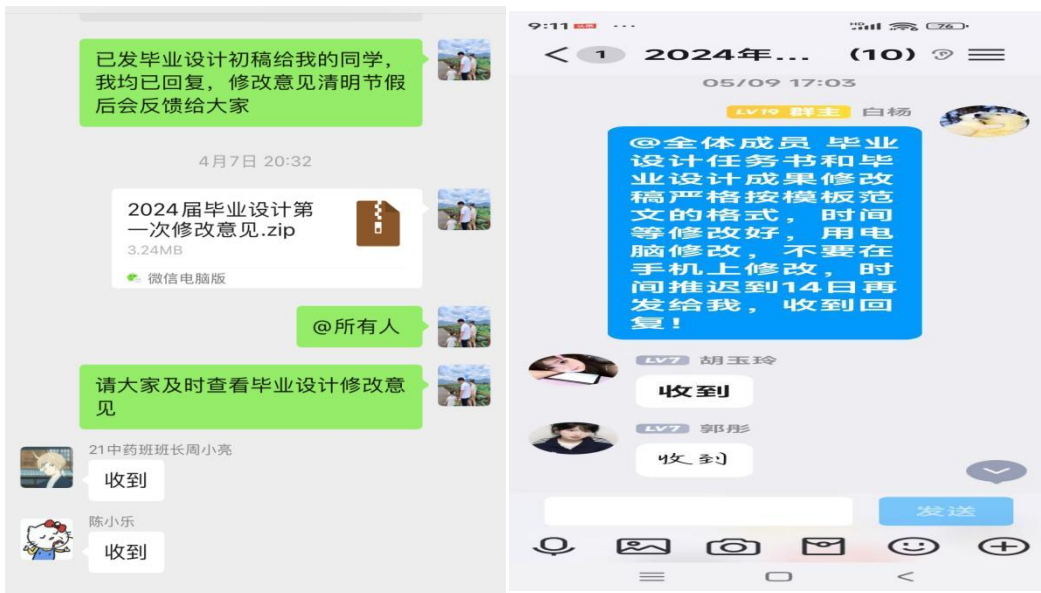 已发毕业设计初稿给我的同学，
我均已回复，修改意见清明节假
后会反馈给大家
4月7日 20:32
2024届毕业设计第
一次修改意见.zip
3.24MB
微信电脑版
@所有人
请大家及时查看毕业设计修改意
见
21中药班班长周小亮
收到
陈小乐
收到
9:11
HD
76
1 2024年... (10)
05/09 17:03
LV19 群主 白杨
@全体成员 毕业
设计任务书和毕
业设计成果修改
稿严格按模板范
文的格式，时间
等修改好，用电
脑修改，不要在
手机上修改，时
间推迟到14日再
发给我，收到回
复！
LV7 胡玉玲
收到
LV7 郭彤
收到
发送